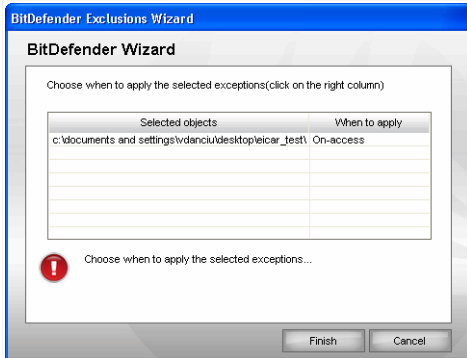 BitDefender Exclusions Wizard
BitDefender Wizard
Choose when to apply the selected exceptions(click on the right column)
Selected objects When to apply
c:\documents and settings\vdanciu\desktop\eicar_test\ On-access
Choose when to apply the selected exceptions...
Finish Cancel